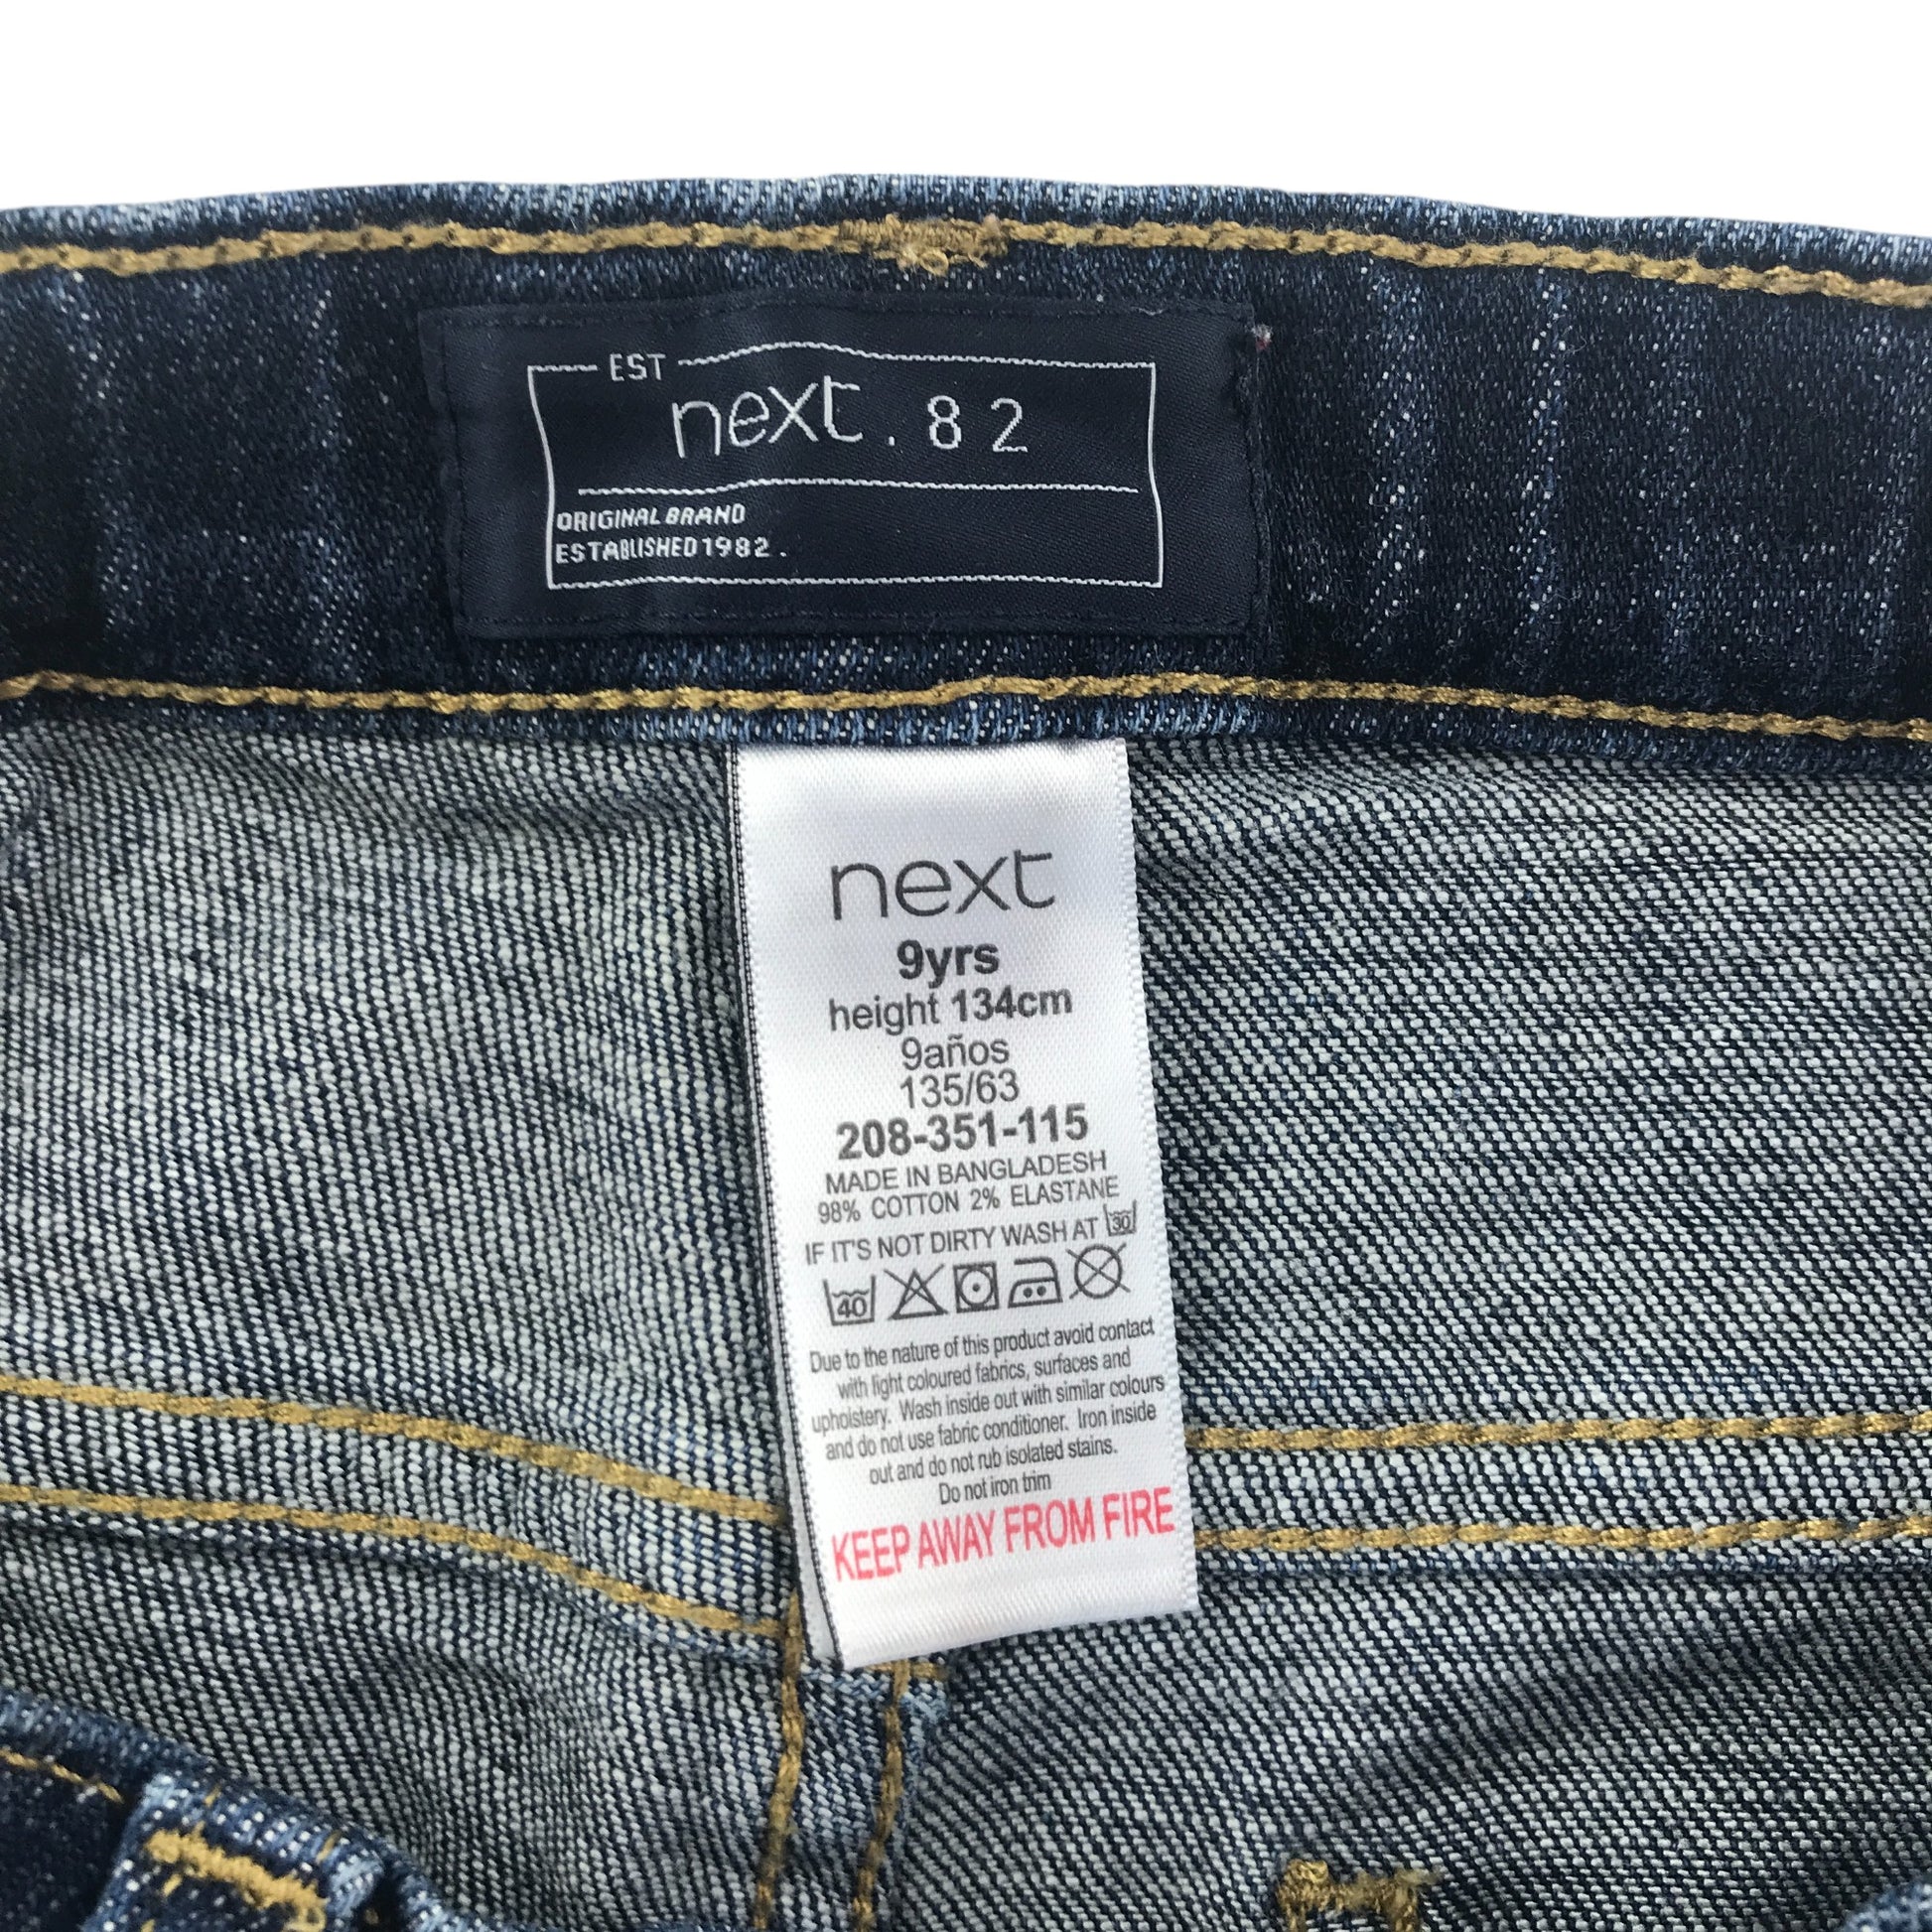 EST
next.82
ORIGINAL BRAND
ESTABLISHED 1982.
next
9yrs
height 134cm
9años
135/63
208-351-115
MADE IN BANGLADESH
98% COTTON 2% ELASTANE
IF IT'S NOT DIRTY WASH AT 30
40
Due to the nature of this product avoid contact
with light coloured fabrics, surfaces and
upholstery. Wash inside out with similar colours
and do not use fabric conditioner. Iron inside
out and do not rub isolated stains.
Do not iron trim
KEEP AWAY FROM FIRE